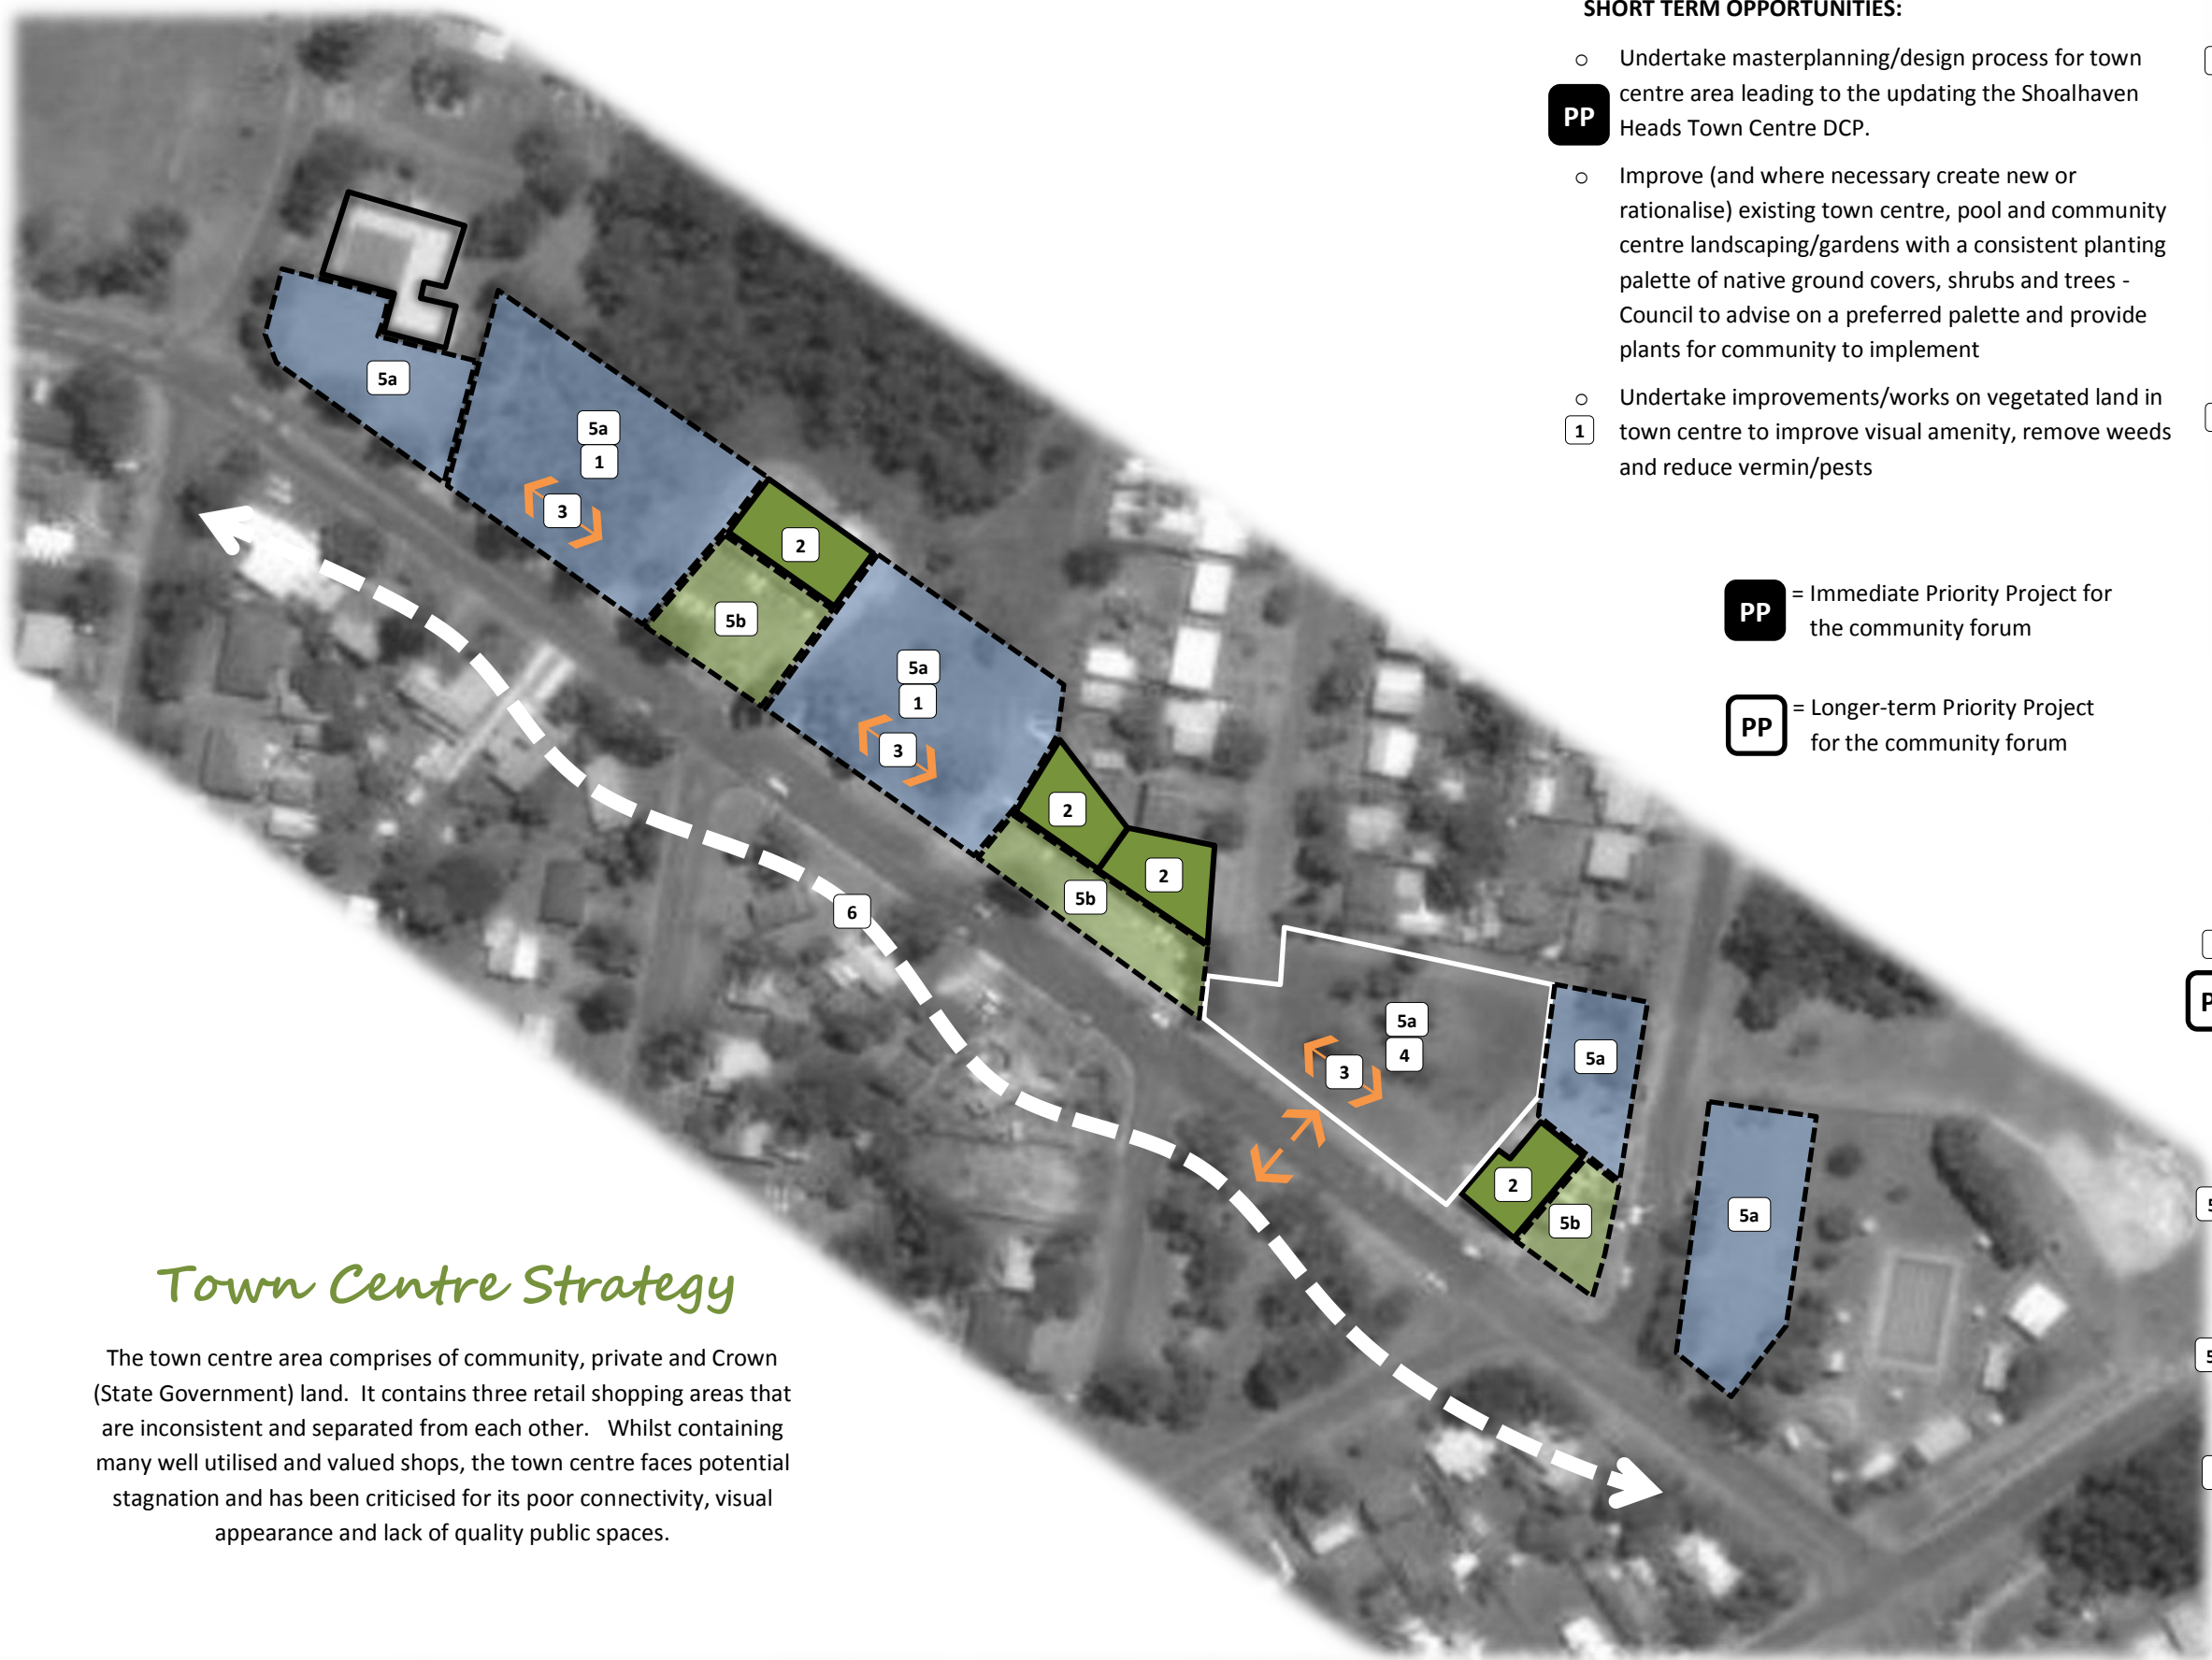 SHORT TERM OPPORTUNITIES:
o Undertake masterplanning/design process for town
centre area leading to the updating the Shoalhaven
PP
Heads Town Centre DCP.
o Improve (and where necessary create new or
rationalise) existing town centre, pool and community
centre landscaping/gardens with a consistent planting
palette of native ground covers, shrubs and trees -
Council to advise on a preferred palette and provide
plants for community to implement
o Undertake improvements/works on vegetated land in
1 town centre to improve visual amenity, remove weeds
and reduce vermin/pests
PP = Immediate Priority Project for
the community forum
PP = Longer-term Priority Project
for the community forum
5a
5a
1
3
2
5b
5a
1
3
2
2
5b
6
5a
4
3
5a
2
5b
5a
Town Centre Strategy
The town centre area comprises of community, private and Crown
(State Government) land. It contains three retail shopping areas that
are inconsistent and separated from each other. Whilst containing
many well utilised and valued shops, the town centre faces potential
stagnation and has been criticised for its poor connectivity, visual
appearance and lack of quality public spaces.